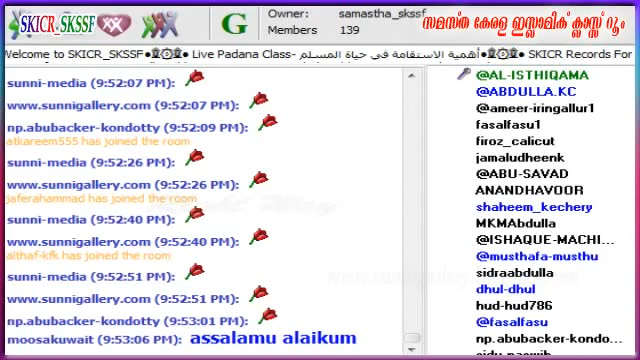 SKICR_SKSSF
Owner: samastha_skssf
Members 139
സമസ്ത കേരള ഇസ്ലാമിക് ക്ലാസ്സ് റൂം
Welcome to SKICR_SKSSF Live Padana Class- أهمية الاستقامة في حياة المسلم SKICR Records For
sunni-media (9:52:07 PM):
www.sunnigallery.com (9:52:07 PM):
np.abubacker-kondotty (9:52:09 PM):
atkareem555 has joined the room
sunni-media (9:52:26 PM):
www.sunnigallery.com (9:52:26 PM):
jaferahammad has joined the room
sunni-media (9:52:40 PM):
www.sunnigallery.com (9:52:40 PM):
althaf-kfk has joined the room
sunni-media (9:52:51 PM):
www.sunnigallery.com (9:52:51 PM):
np.abubacker-kondotty (9:53:01 PM):
moosakuwait (9:53:06 PM): assalamu alaikum
@AL-ISTHIQAMA
@ABDULLA.KC
@ameer-iringallur1
fasalfasu1
firoz_calicut
jamaludheenk
@ABU-SAVAD
ANANDHAVOOR
shaheem_kechery
MKMAbdulla
@ISHAQUE-MACHI...
@musthafa-musthu
sidraabdulla
dhul-dhul
hud-hud786
@fasalfasu
np.abubacker-kondo...